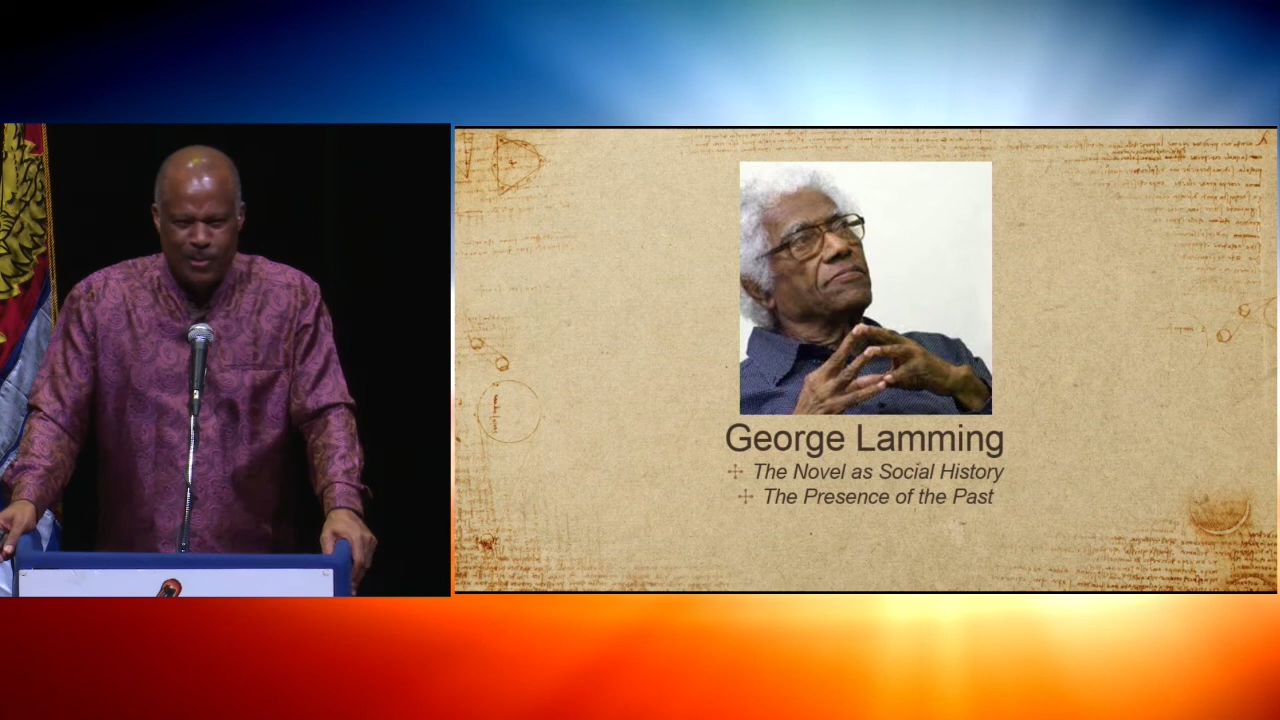 George Lamming
The Novel as Social History
The Presence of the Past